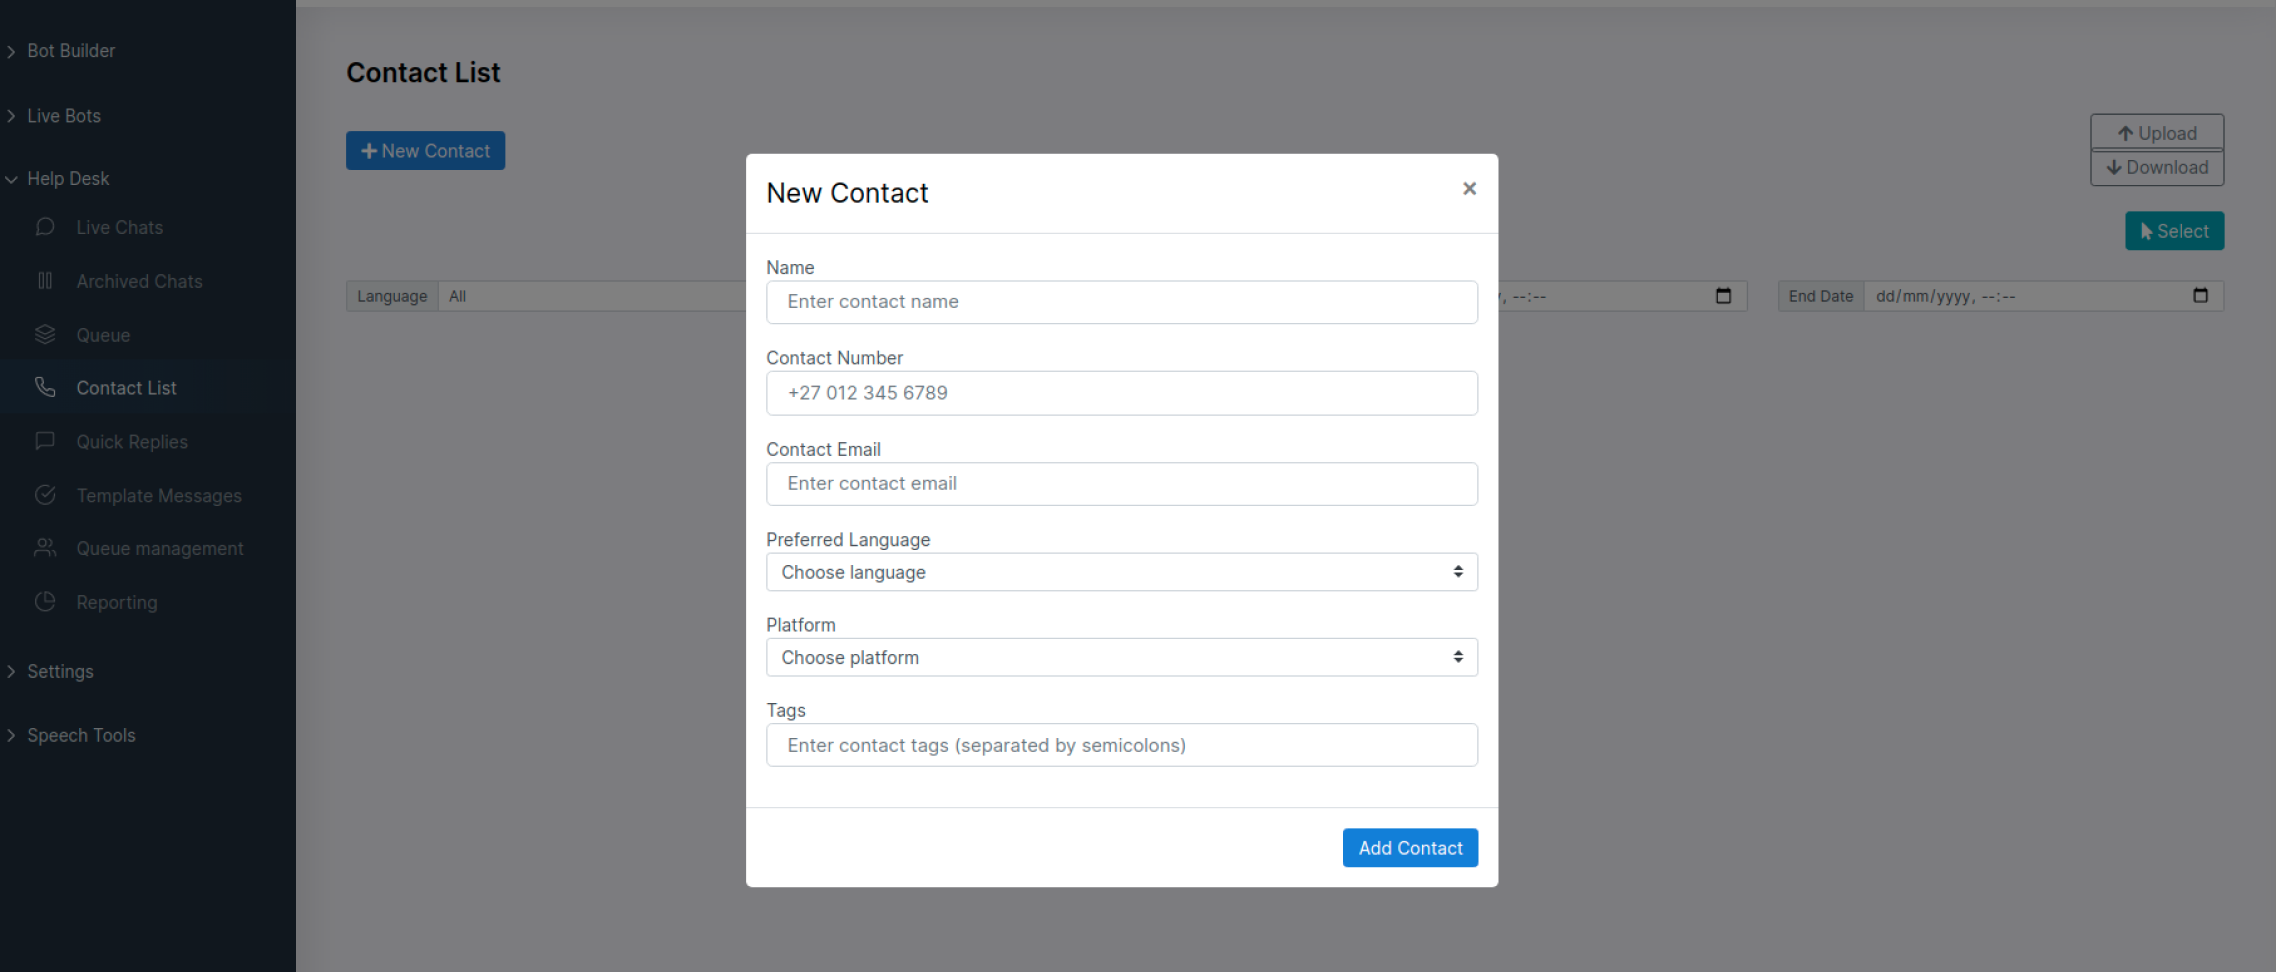 Bot Builder
Live Bots
Help Desk
Live Chats
Archived Chats
Queue
Contact List
Quick Replies
Template Messages
Queue management
Reporting
Settings
Speech Tools
Contact List
New Contact
Upload
Download
Select
Language All
, --:--
End Date dd/mm/yyyy, --:--
New Contact
×
Name
Enter contact name
Contact Number
+27 012 345 6789
Contact Email
Enter contact email
Preferred Language
Choose language
Platform
Choose platform
Tags
Enter contact tags (separated by semicolons)
Add Contact